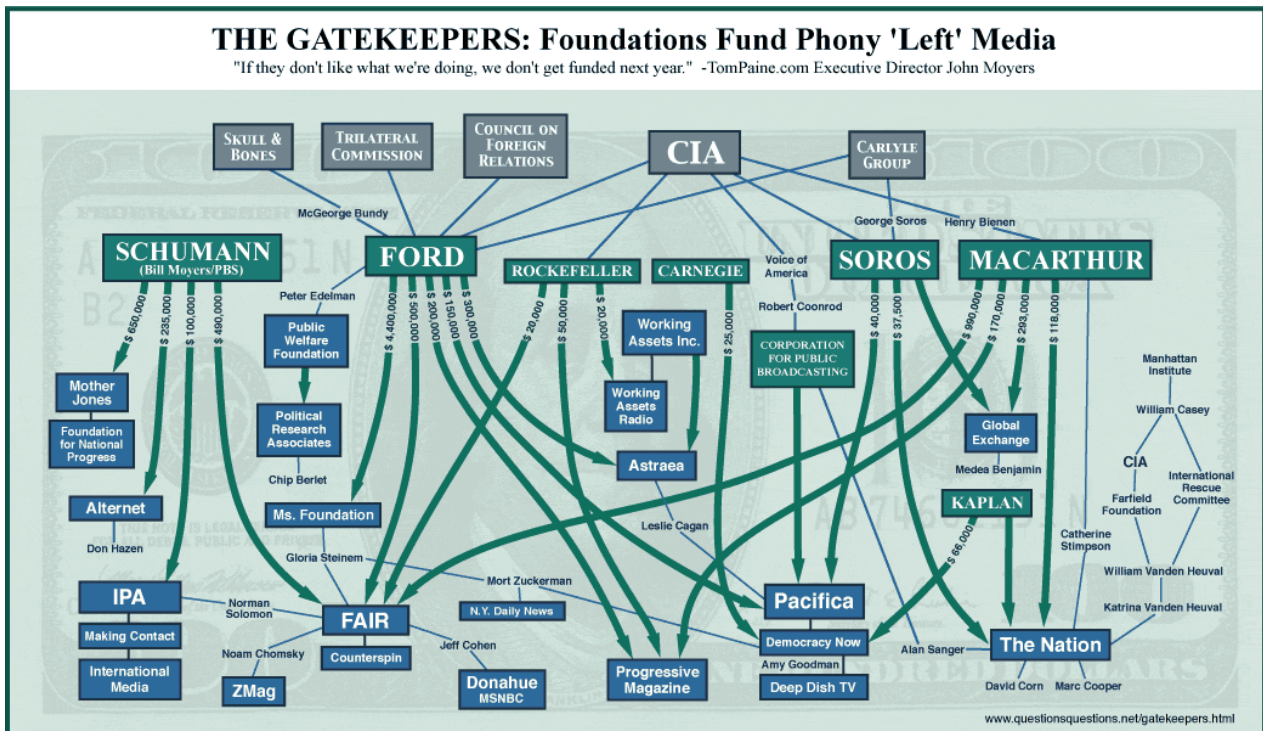 THE GATEKEEPERS: Foundations Fund Phony 'Left' Media
"If they don't like what we're doing, we don't get funded next year." -TomPaine.com Executive Director John Moyers
SKULL &
BONES
TRILATERAL
COMMISSION
COUNCIL ON
FOREIGN
RELATIONS
CIA
CARLYLE
GROUP
McGeorge Bundy
George Soros
Henry Bienen
SCHUMANN
(Bill Moyers/PBS)
FORD
ROCKEFELLER
CARNEGIE
Voice of
America
SOROS
MACARTHUR
$ 650,000
$ 235,000
$ 100,000
$ 490,000
Peter Edelman
$ 4,400,000
$ 500,000
$ 200,000
$ 150,000
$ 300,000
$ 20,000
$ 50,000
$ 20,000
$ 25,000
Robert Coonrod
$ 40,000
$ 37,500
$ 990,000
$ 170,000
$ 293,000
$ 118,000
Public
Welfare
Foundation
Working
Assets Inc.
CORPORATION
FOR PUBLIC
BROADCASTING
Manhattan
Institute
Mother
Jones
Foundation
for National
Progress
Political
Research
Associates
Working
Assets
Radio
William Casey
Global
Exchange
Chip Berlet
Astraea
Medea Benjamin
CIA
International
Rescue
Committee
Alternet
Ms. Foundation
Leslie Cagan
KAPLAN
Farfield
Foundation
Don Hazen
Gloria Steinem
$ 66,000
Catherine
Stimpson
Mort Zuckerman
William Vanden Heuval
IPA
Norman
Solomon
N.Y. Daily News
Pacifica
Katrina Vanden Heuval
FAIR
Making Contact
Counterspin
Noam Chomsky
Jeff Cohen
Democracy Now
Alan Sanger
The Nation
International
Media
ZMag
Donahue
MSNBC
Progressive
Magazine
Amy Goodman
Deep Dish TV
David Corn
Marc Cooper
www.questionsquestions.net/gatekeepers.html